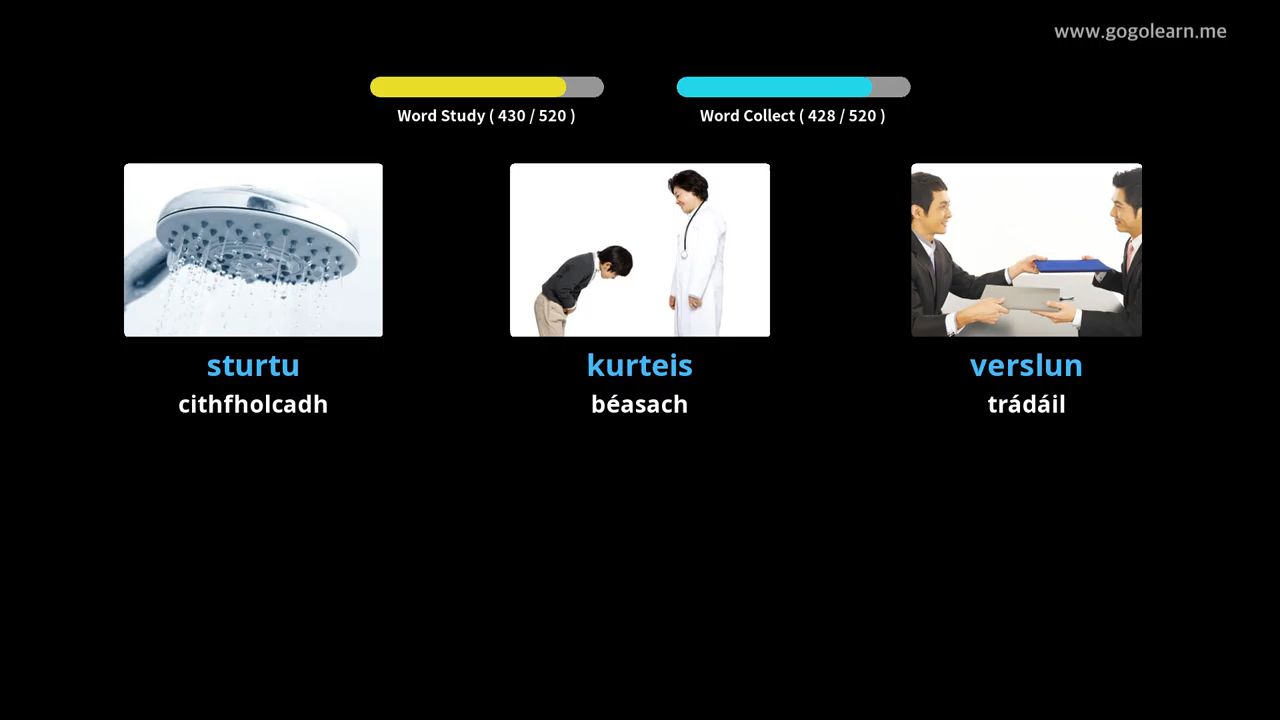 www.gogolearn.me
Word Study ( 430 / 520 )
Word Collect ( 428 / 520 )
sturtu
cithfholcadh
kurteis
béasach
verslun
trádáil